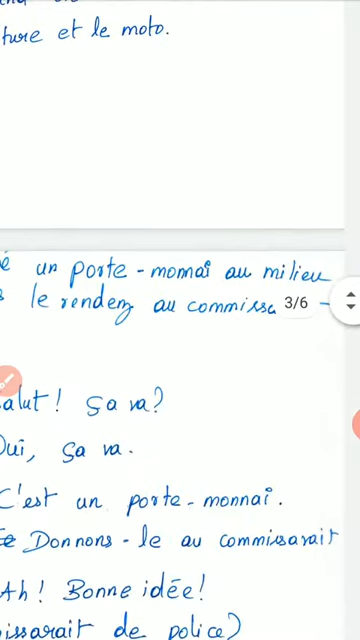 ture et le moto.
un porte-monnai au milieu
le rendez au commissa
3/6
alut! ça va?
Oui, ça va.
C'est un porte-monnai.
Donnons-le au commissarait
Ah! Bonne idée!
issarait de police)